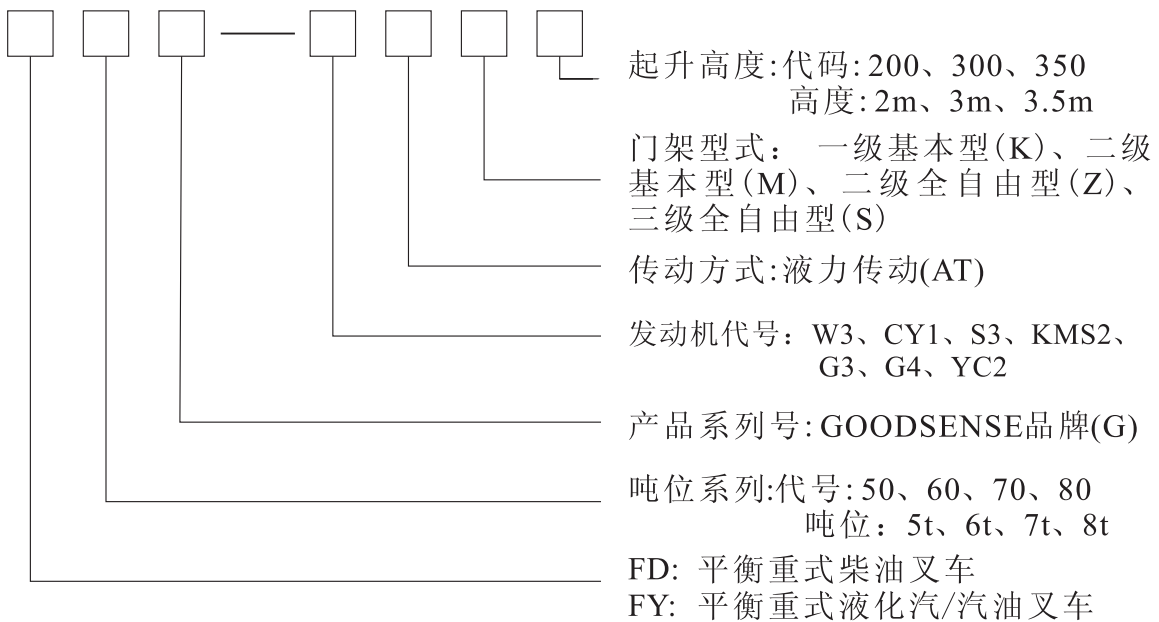 起升高度:代码:200、300、350
高度:2m、3m、3.5m
门架型式： 一级基本型(K)、二级
基本型(M)、二级全自由型(Z)、
三级全自由型(S)
传动方式:液力传动(AT)
发动机代号：W3、CY1、S3、KMS2、
G3、G4、YC2
产品系列号:GOODSENSE品牌(G)
吨位系列:代号:50、60、70、80
吨位：5t、6t、7t、8t
FD: 平衡重式柴油叉车
FY: 平衡重式液化汽/汽油叉车